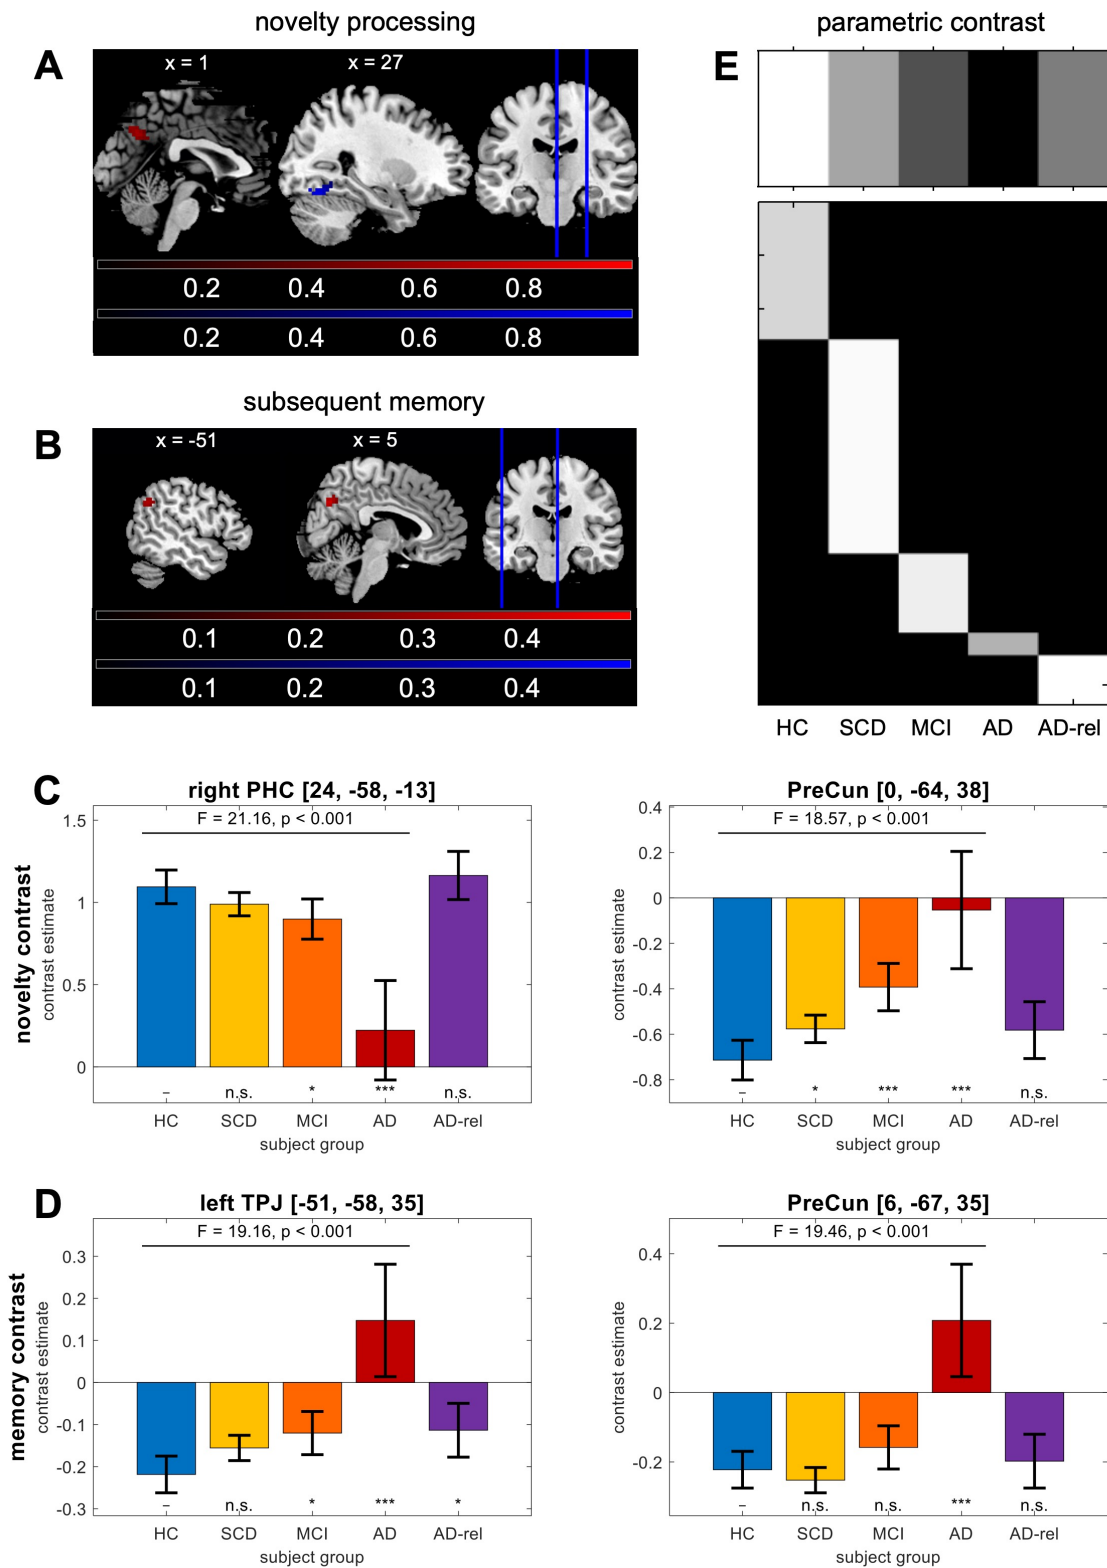 novelty processing
A
x = 1
x = 27
0.2 0.4 0.6 0.8
0.2 0.4 0.6 0.8
subsequent memory
B
x = -51
x = 5
0.1 0.2 0.3 0.4
0.1 0.2 0.3 0.4
parametric contrast
E
HC SCD MCI AD AD-rel
C
novelty contrast
right PHC [24, -58, -13]
F = 21.16, p < 0.001
contrast estimate
1.5
1
0.5
0
– n.s. * *** n.s.
HC SCD MCI AD AD-rel
subject group
PreCun [0, -64, 38]
F = 18.57, p < 0.001
contrast estimate
0.4
0.2
0
-0.2
-0.4
-0.6
-0.8
– * *** *** n.s.
HC SCD MCI AD AD-rel
subject group
D
memory contrast
left TPJ [-51, -58, 35]
F = 19.16, p < 0.001
contrast estimate
0.3
0.2
0.1
0
-0.1
-0.2
-0.3
– n.s. * *** *
HC SCD MCI AD AD-rel
subject group
PreCun [6, -67, 35]
F = 19.46, p < 0.001
contrast estimate
0.4
0.2
0
-0.2
– n.s. n.s. *** n.s.
HC SCD MCI AD AD-rel
subject group